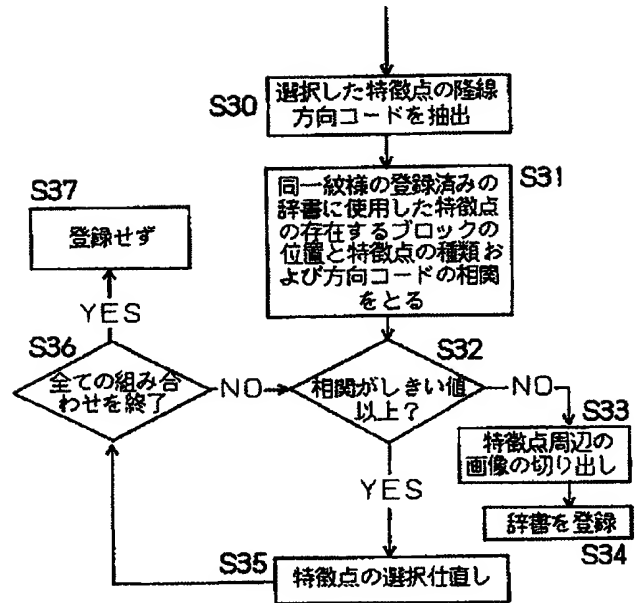 S30
選択した特徴点の隆線
方向コードを抽出
S31
同一紋様の登録済みの
辞書に使用した特徴点
の存在するブロックの
位置と特徴点の種類お
よび方向コードの相関
をとる
S32
相関がしきい値
以上?
NO
S33
特徴点周辺の
画像の切り出し
辞書を登録
S34
YES
S35
特徴点の選択仕直し
S36
全ての組み合
わせを終了
NO
YES
S37
登録せず